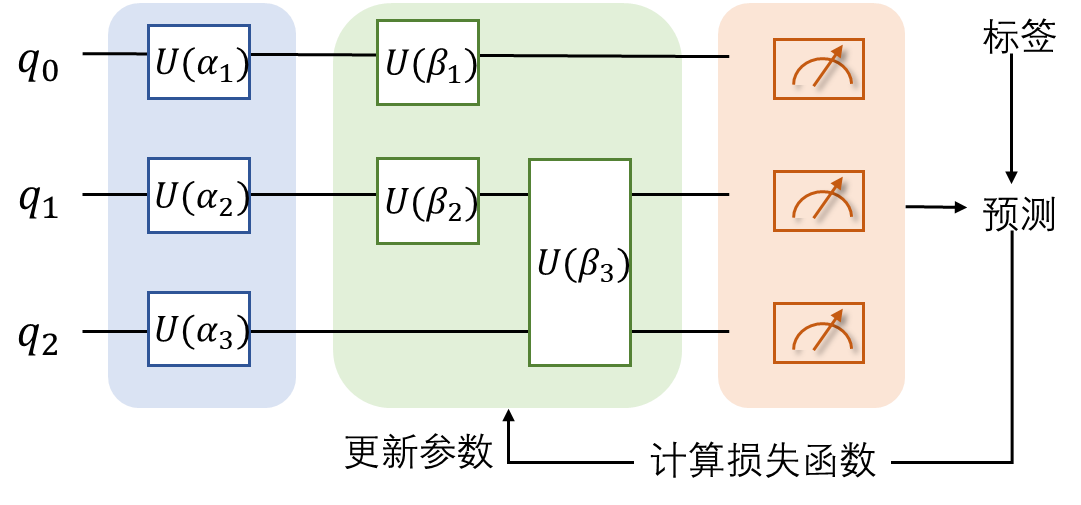 q₀ U(α₁) U(β₁) 标签
q₁ U(α₂) U(β₂) 预测
U(β₃)
q₂ U(α₃)
更新参数 计算损失函数